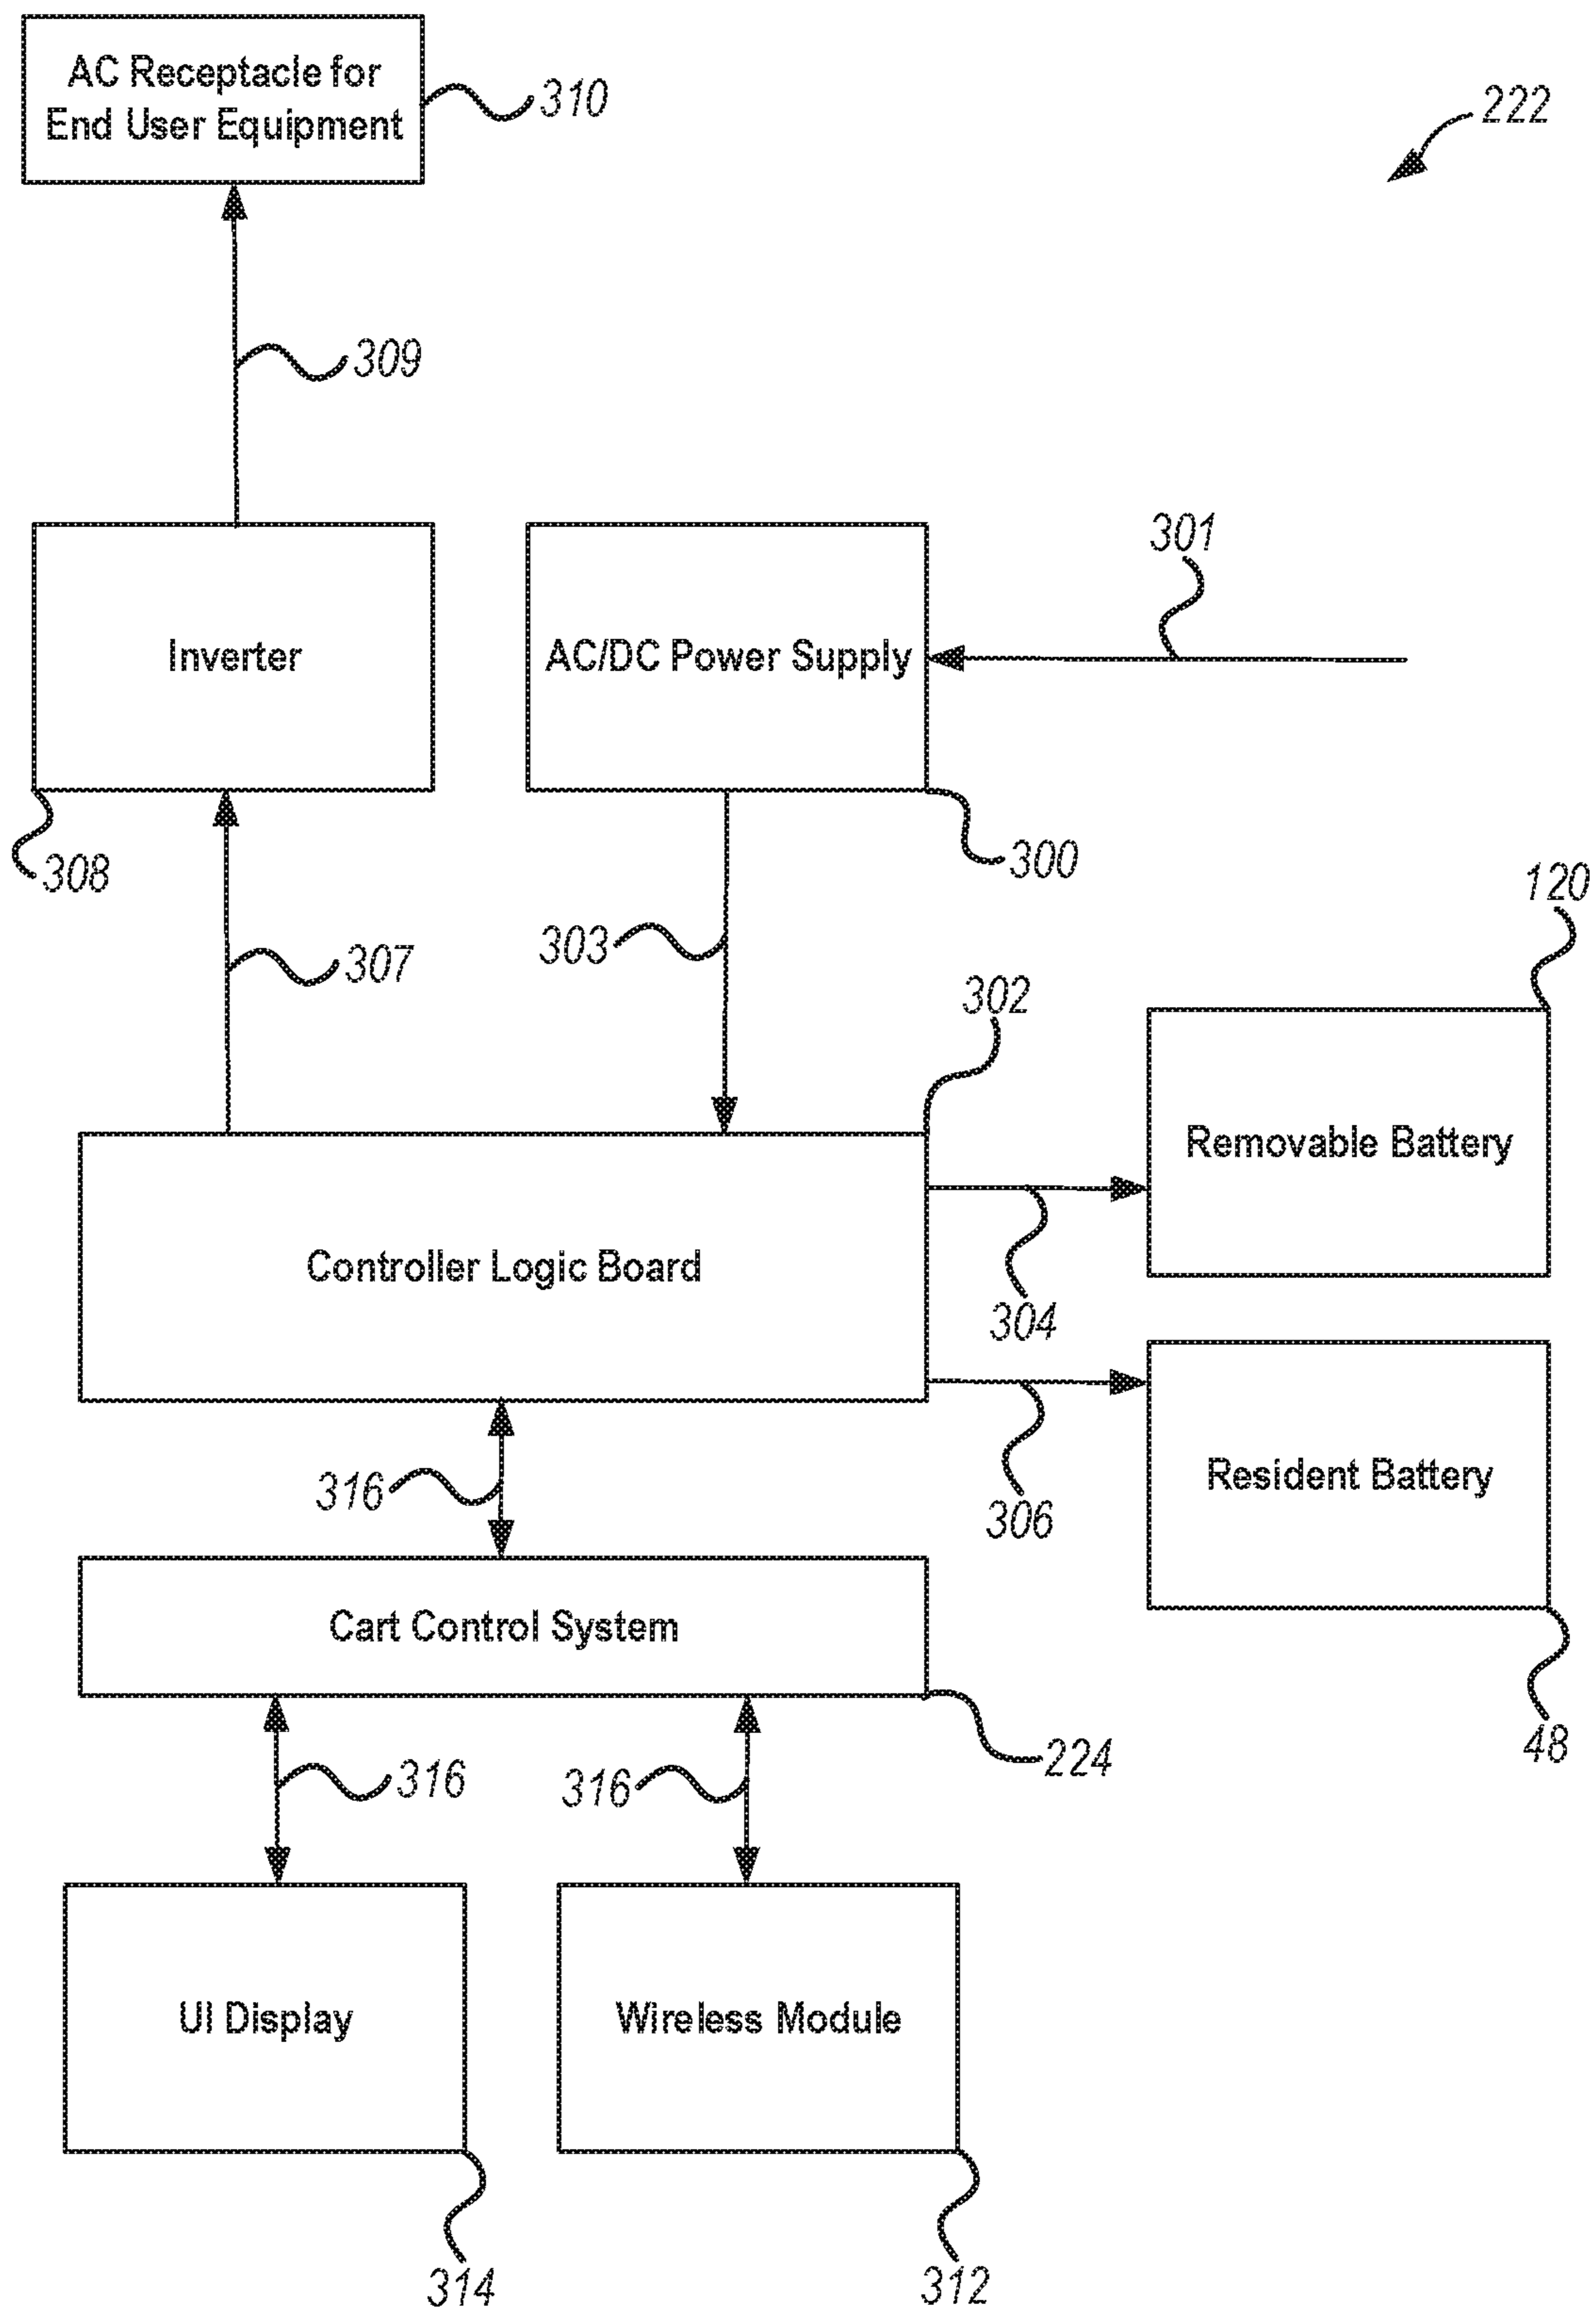 AC Receptacle for
End User Equipment
310
222
309
301
Inverter
AC/DC Power Supply
308
300
120
307
303
302
Removable Battery
Controller Logic Board
304
316
306
Resident Battery
Cart Control System
48
316
316
224
UI Display
Wireless Module
314
312